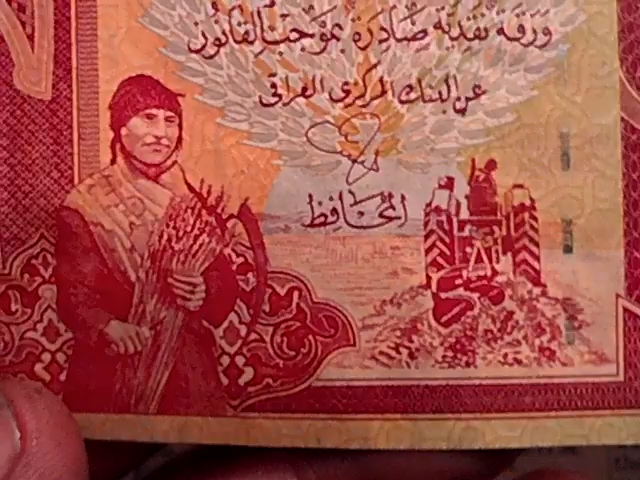 ورقة نقدية صادرة بموجب القانون
عن البنك المركزي العراقي
المحافظ